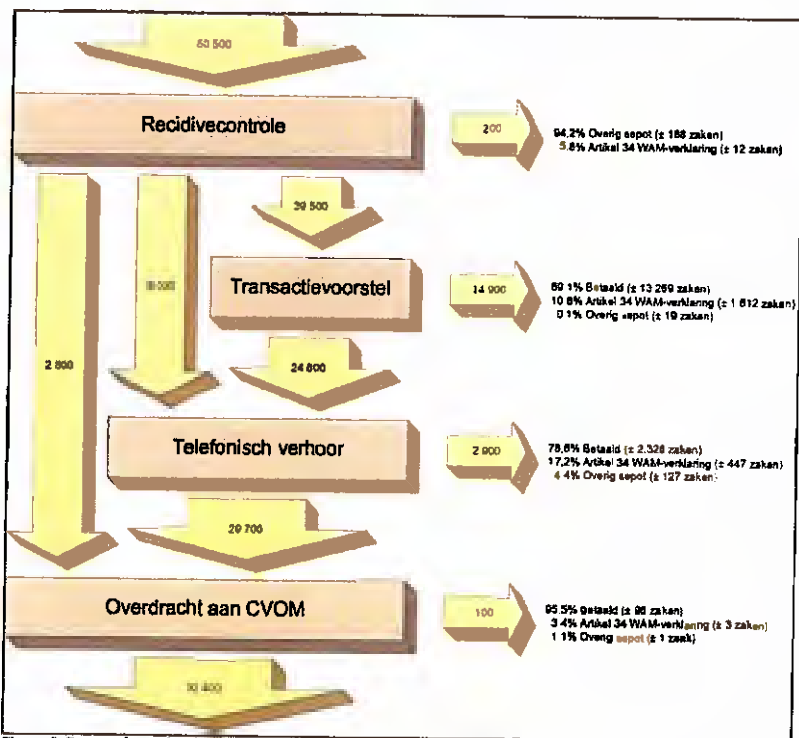 50 500
Recidivecontrole
200
94,2% Overig sepot (± 188 zaken)
5,8% Artikel 34 WAM-verklaring (± 12 zaken)
39 500
Transactievoorstel
14 900
89,1% Betaald (± 13 269 zaken)
10,8% Artikel 34 WAM-verklaring (± 1 612 zaken)
0,1% Overig sepot (± 19 zaken)
2 800
24 600
Telefonisch verhoor
2 900
Betaald (± 2.326 zaken)
17,2% Artikel 34 WAM-verklaring (± 447 zaken)
4,4% Overig sepot (± 127 zaken)
29 700
Overdracht aan CVOM
100
95,5% Betaald (± 96 zaken)
3,4% Artikel 34 WAM-verklaring (± 3 zaken)
1,1% Overig sepot (± 1 zaak)